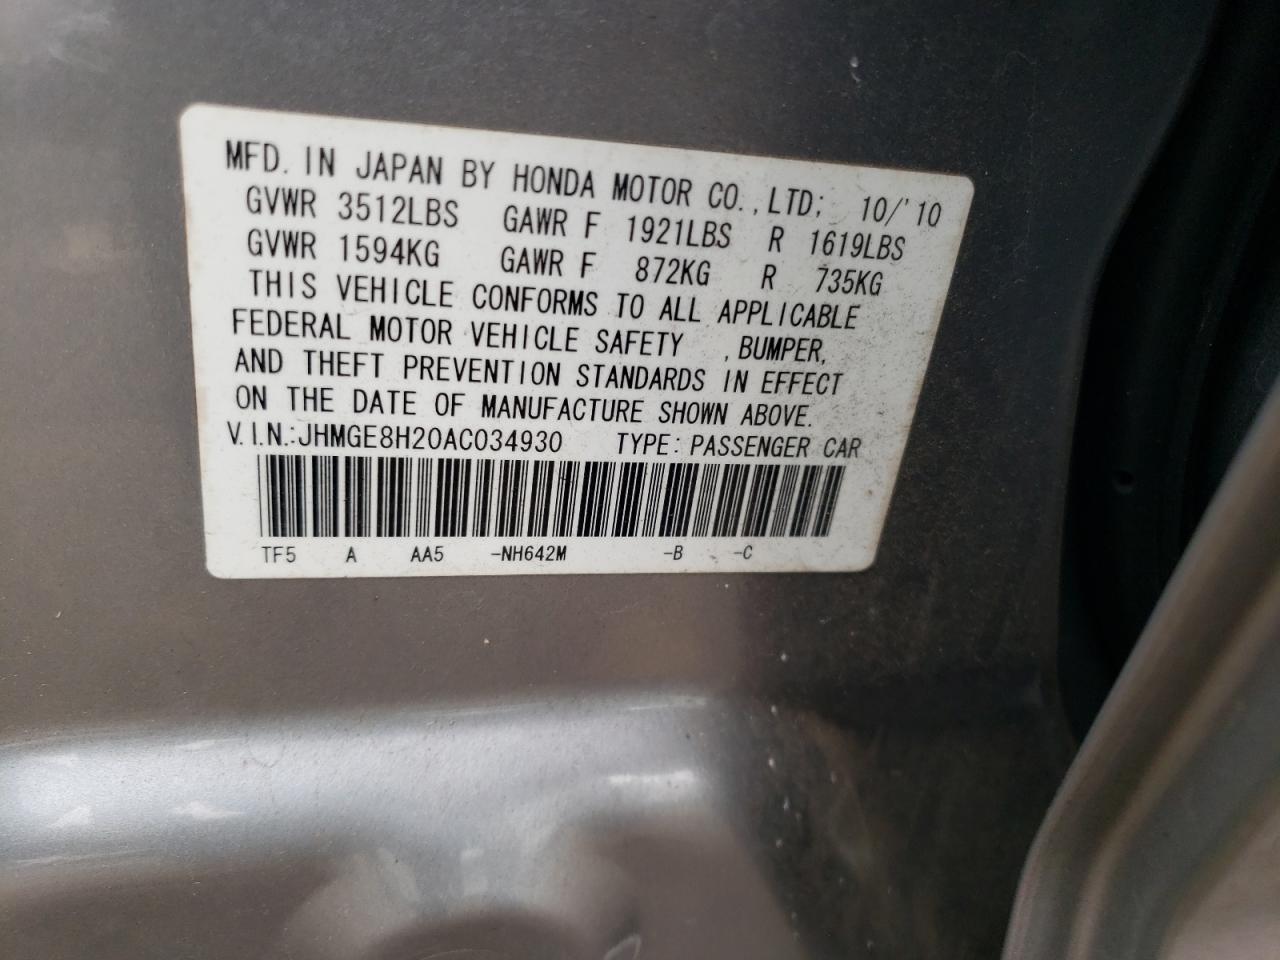 MFD. IN JAPAN BY HONDA MOTOR CO., LTD; 10/'10
GVWR 3512LBS GAWR F 1921LBS R 1619LBS
GVWR 1594KG GAWR F 872KG R 735KG
THIS VEHICLE CONFORMS TO ALL APPLICABLE
FEDERAL MOTOR VEHICLE SAFETY , BUMPER,
AND THEFT PREVENTION STANDARDS IN EFFECT
ON THE DATE OF MANUFACTURE SHOWN ABOVE.
V.I.N.:JHMGE8H20AC034930 TYPE: PASSENGER CAR
TF5 A AA5 -NH642M -B -C